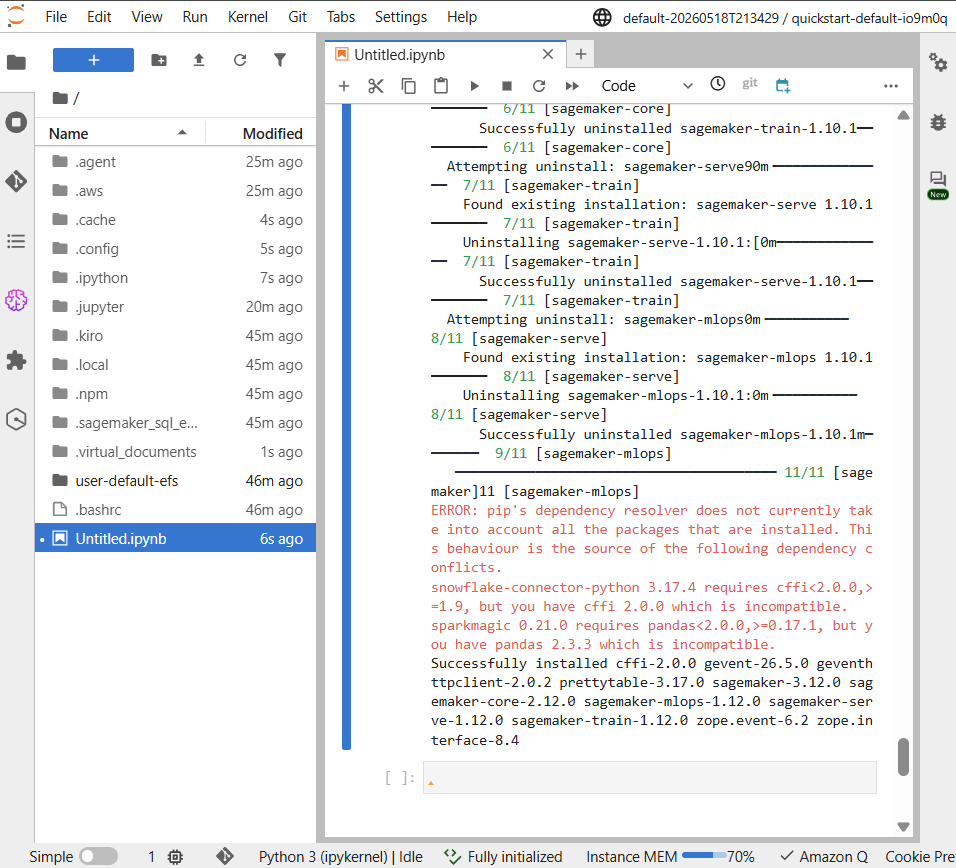 File Edit View Run Kernel Git Tabs Settings Help
default-20260518T213429 / quickstart-default-io9m0q
+
/
Name Modified
.agent 25m ago
.aws 25m ago
.cache 4s ago
.config 5s ago
.ipython 7s ago
.jupyter 20m ago
.kiro 45m ago
.local 45m ago
.npm 45m ago
.sagemaker_sql_e... 45m ago
.virtual_documents 1s ago
user-default-efs 46m ago
.bashrc 46m ago
Untitled.ipynb 6s ago
Untitled.ipynb
Code git
6/11 [sagemaker-core]
Successfully uninstalled sagemaker-train-1.10.1━━
━━━━━━━ 6/11 [sagemaker-core]
Attempting uninstall: sagemaker-serve90m━━━━━━━━━━━━━
━━ 7/11 [sagemaker-train]
Found existing installation: sagemaker-serve 1.10.1
━━━━━━━ 7/11 [sagemaker-train]
Uninstalling sagemaker-serve-1.10.1:[0m━━━━━━━━━━━━
━━ 7/11 [sagemaker-train]
Successfully uninstalled sagemaker-serve-1.10.1━━
━━━━━━━ 7/11 [sagemaker-train]
Attempting uninstall: sagemaker-mlops0m━━━━━━━━━━
8/11 [sagemaker-serve]
Found existing installation: sagemaker-mlops 1.10.1
━━━━━━━ 8/11 [sagemaker-serve]
Uninstalling sagemaker-mlops-1.10.1:0m━━━━━━━━━━
8/11 [sagemaker-serve]
Successfully uninstalled sagemaker-mlops-1.10.1m━
━━━━━━ 9/11 [sagemaker-mlops]
━━━━━━━━━━━━━━━━━━━━━━━━━━━━━━━━━━━━━━━━ 11/11 [sage
maker]11 [sagemaker-mlops]
ERROR: pip's dependency resolver does not currently tak
e into account all the packages that are installed. Thi
s behaviour is the source of the following dependency c
onflicts.
snowflake-connector-python 3.17.4 requires cffi<2.0.0,>
=1.9, but you have cffi 2.0.0 which is incompatible.
sparkmagic 0.21.0 requires pandas<2.0.0,>=0.17.1, but y
ou have pandas 2.3.3 which is incompatible.
Successfully installed cffi-2.0.0 gevent-26.5.0 geventh
ttpclient-2.0.2 prettytable-3.17.0 sagemaker-3.12.0 sag
emaker-core-2.12.0 sagemaker-mlops-1.12.0 sagemaker-ser
ve-1.12.0 sagemaker-train-1.12.0 zope.event-6.2 zope.in
terface-8.4
[ ]:
New
Simple 1 Python 3 (ipykernel) | Idle Fully initialized Instance MEM 70% Amazon Q Cookie Pre